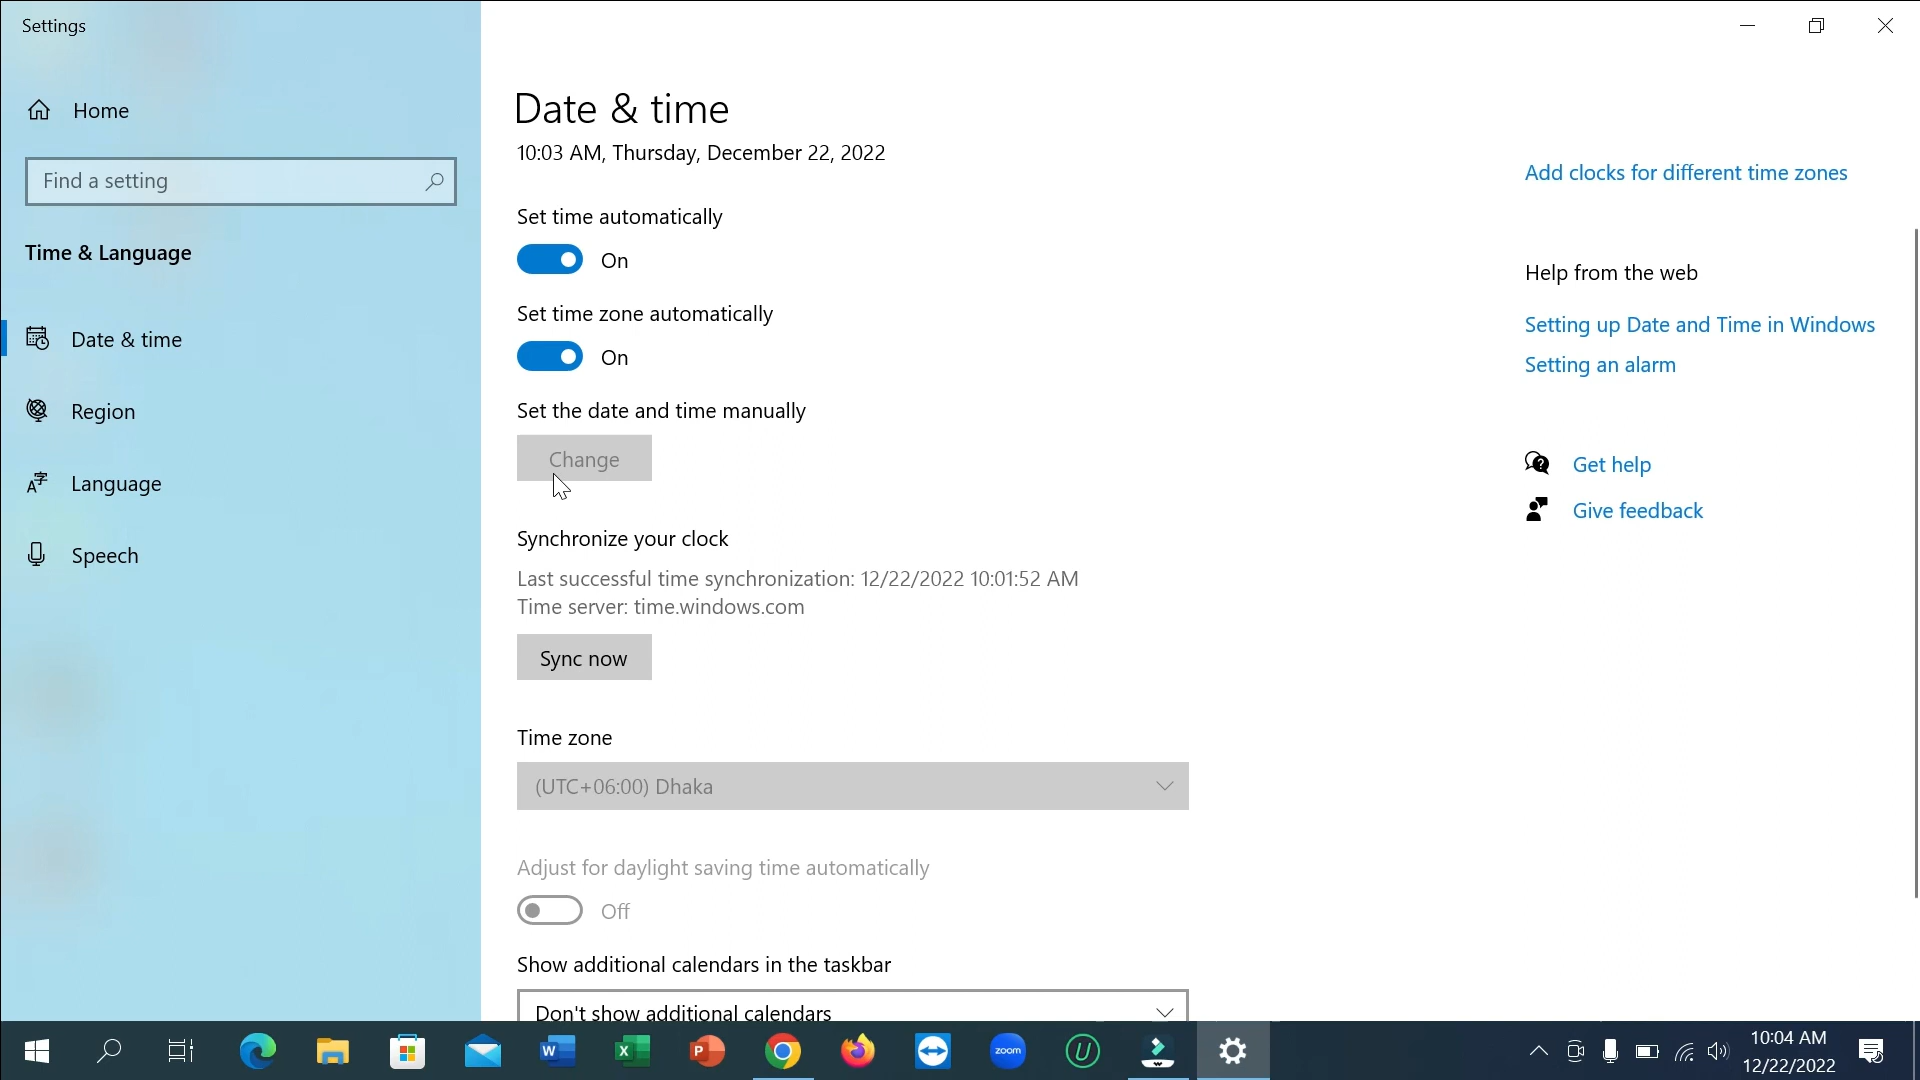 Settings
Home
Find a setting
Time & Language
Date & time
Region
Language
Speech
Date & time
10:03 AM, Thursday, December 22, 2022
Set time automatically
On
Set time zone automatically
On
Set the date and time manually
Change
Synchronize your clock
Last successful time synchronization: 12/22/2022 10:01:52 AM
Time server: time.windows.com
Sync now
Time zone
(UTC+06:00) Dhaka
Adjust for daylight saving time automatically
Off
Show additional calendars in the taskbar
Don't show additional calendars
Add clocks for different time zones
Help from the web
Setting up Date and Time in Windows
Setting an alarm
Get help
Give feedback
W
X
P
zoom
U
10:04 AM
12/22/2022